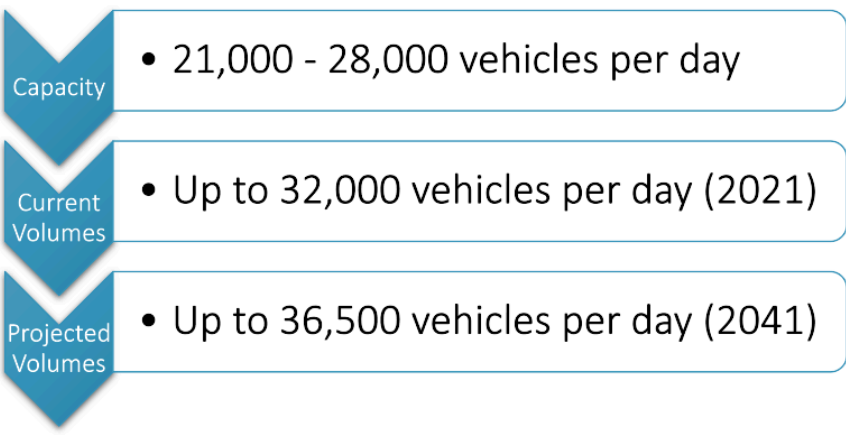 Capacity
• 21,000 - 28,000 vehicles per day
Current
Volumes
• Up to 32,000 vehicles per day (2021)
Projected
Volumes
• Up to 36,500 vehicles per day (2041)